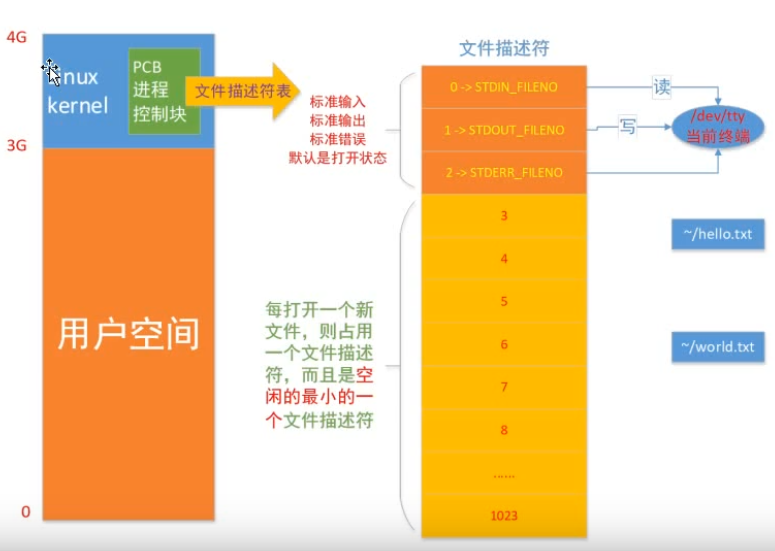 4G
3G
0
nux
kernel
PCB
进程
控制块
文件描述符表
用户空间
标准输入
标准输出
标准错误
默认是打开状态
每打开一个新
文件，则占用
一个文件描述
符，而且是空
闲的最小的一
个文件描述符
文件描述符
0 -> STDIN_FILENO
1 -> STDOUT_FILENO
2 -> STDERR_FILENO
3
4
5
6
7
8
......
1023
读
写
/dev/tty
当前终端
~/hello.txt
~/world.txt